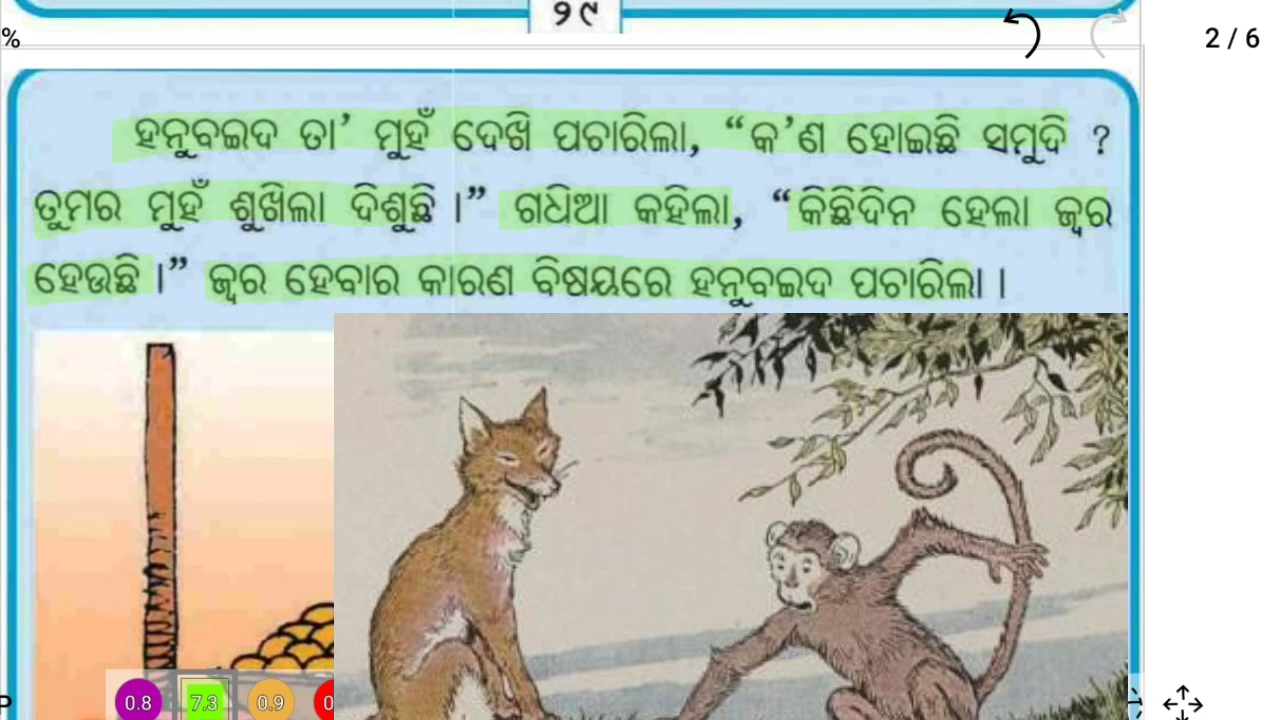 ୨୯
%
2 / 6
ହନୁବଇଦ ତା’ ମୁହଁ ଦେଖି ପଚାରିଲା, “କ’ଣ ହୋଇଛି ସମୁଦି ?
ତୁମର ମୁହଁ ଶୁଖିଲା ଦିଶୁଛି ।” ଗଧିଆ କହିଲା, “କିଛିଦିନ ହେଲା ଜ୍ୱର
ହେଉଛି ।” ଜ୍ୱର ହେବାର କାରଣ ବିଷୟରେ ହନୁବଇଦ ପଚାରିଲା ।
0.8 7.3 0.9